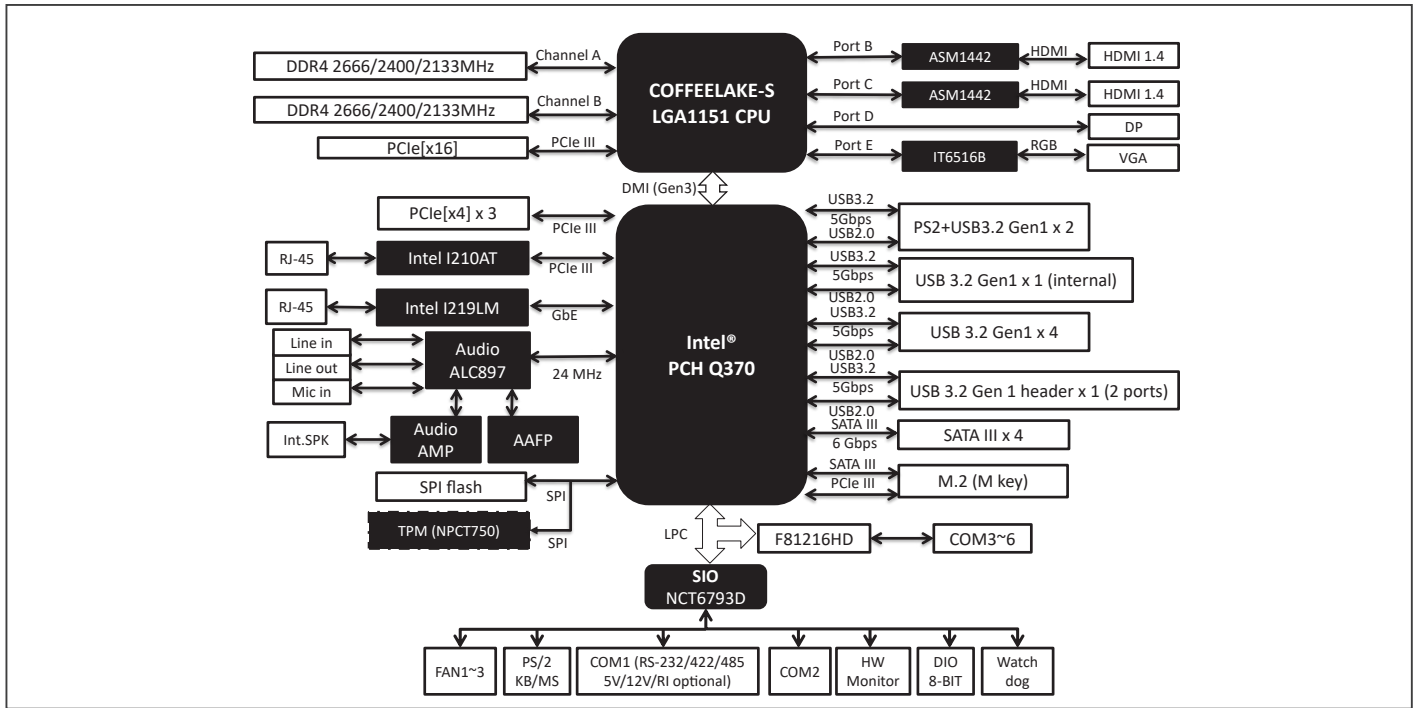 DDR4 2666/2400/2133MHz
Channel A
DDR4 2666/2400/2133MHz
Channel B
PCIe[x16]
PCIe III
COFFEELAKE-S
LGA1151 CPU
Port B
ASM1442
HDMI
HDMI 1.4
Port C
ASM1442
HDMI
HDMI 1.4
Port D
DP
Port E
IT6516B
RGB
VGA
DMI (Gen3)
PCIe[x4] x 3
PCIe III
RJ-45
Intel I210AT
PCIe III
RJ-45
Intel I219LM
GbE
Line in
Line out
Mic in
Audio
ALC897
24 MHz
Int.SPK
Audio
AMP
AAFP
SPI flash
SPI
TPM (NPCT750)
SPI
Intel®
PCH Q370
USB3.2
5Gbps
USB2.0
PS2+USB3.2 Gen1 x 2
USB3.2
5Gbps
USB2.0
USB 3.2 Gen1 x 1 (internal)
USB3.2
5Gbps
USB2.0
USB 3.2 Gen1 x 4
USB3.2
5Gbps
USB2.0
USB 3.2 Gen 1 header x 1 (2 ports)
SATA III
6 Gbps
SATA III x 4
SATA III
PCIe III
M.2 (M key)
LPC
F81216HD
COM3~6
SIO
NCT6793D
FAN1~3
PS/2
KB/MS
COM1 (RS-232/422/485
5V/12V/RI optional)
COM2
HW
Monitor
DIO
8-BIT
Watch
dog